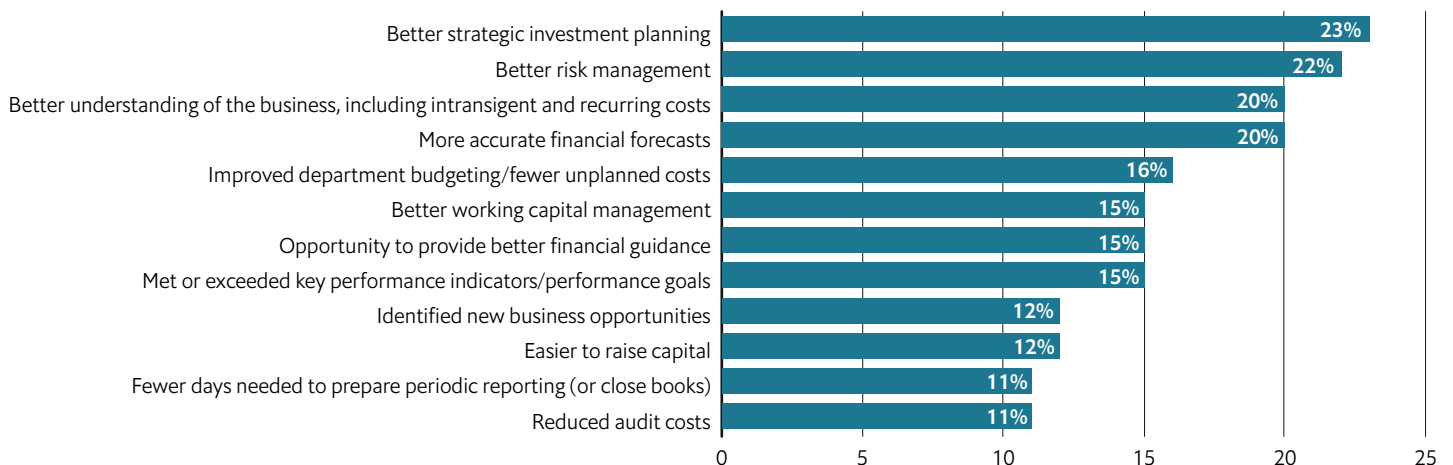 Better strategic investment planning 23%
Better risk management 22%
Better understanding of the business, including intransigent and recurring costs 20%
More accurate financial forecasts 20%
Improved department budgeting/fewer unplanned costs 16%
Better working capital management 15%
Opportunity to provide better financial guidance 15%
Met or exceeded key performance indicators/performance goals 15%
Identified new business opportunities 12%
Easier to raise capital 12%
Fewer days needed to prepare periodic reporting (or close books) 11%
Reduced audit costs 11%
0 5 10 15 20 25